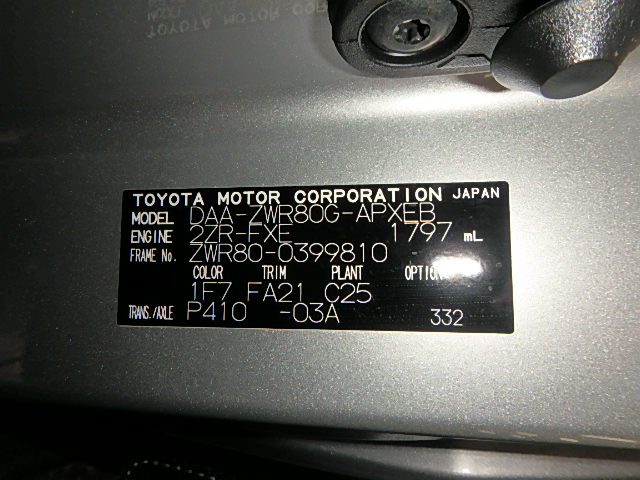 TOYOTA MOTOR CORPORATION JAPAN
MODEL DAA-ZWR80G-APXEB
ENGINE 2ZR-FXE 1797 mL
FRAME No. ZWR80-0399810
COLOR TRIM PLANT OPTION
1F7 FA21 C25
TRANS./AXLE P410 -03A 332